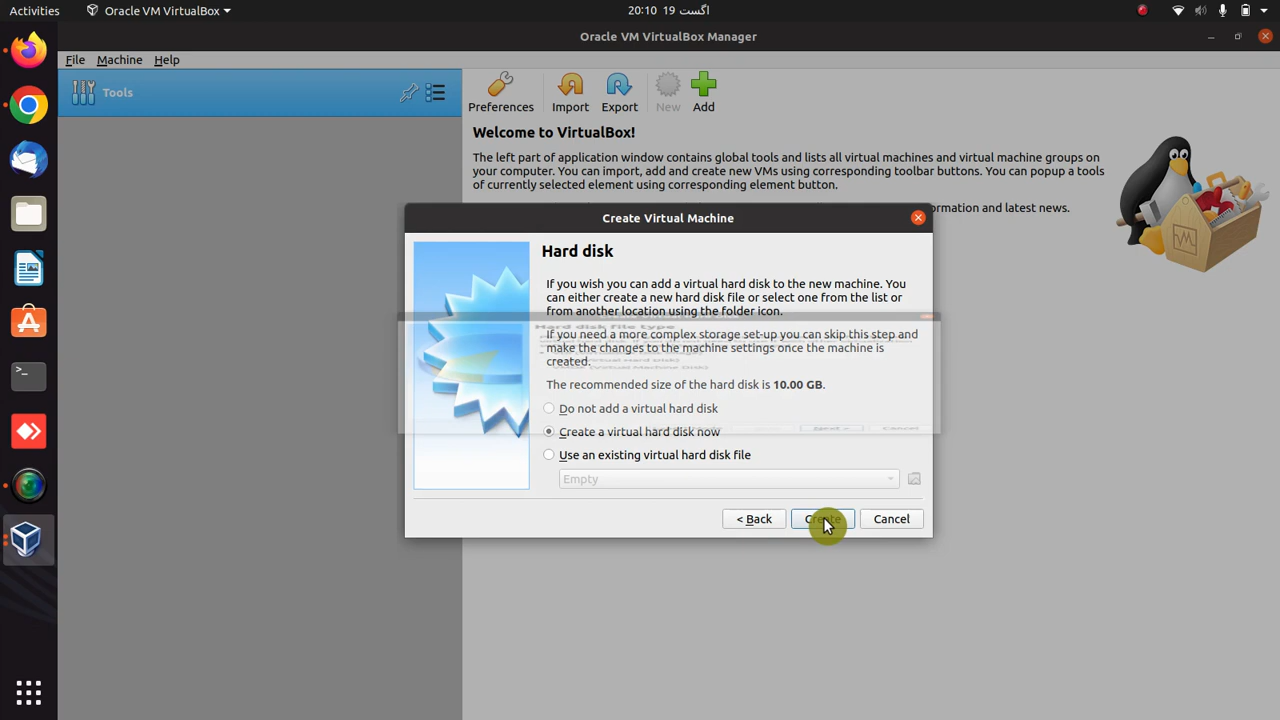 Activities
Oracle VM VirtualBox
20:10 19 اگست
Oracle VM VirtualBox Manager
File Machine Help
Tools
Preferences Import Export New Add
Welcome to VirtualBox!
The left part of application window contains global tools and lists all virtual machines and virtual machine groups on
your computer. You can import, add and create new VMs using corresponding toolbar buttons. You can popup a tools
of currently selected element using corresponding element button.
ormation and latest news.
Create Virtual Machine
Hard disk
If you wish you can add a virtual hard disk to the new machine. You
can either create a new hard disk file or select one from the list or
from another location using the folder icon.
Hard disk file type
If you need a more complex storage set-up you can skip this step and
make the changes to the machine settings once the machine is
created.
The recommended size of the hard disk is 10.00 GB.
Do not add a virtual hard disk
Create a virtual hard disk now
Use an existing virtual hard disk file
Empty
< Back Create Cancel